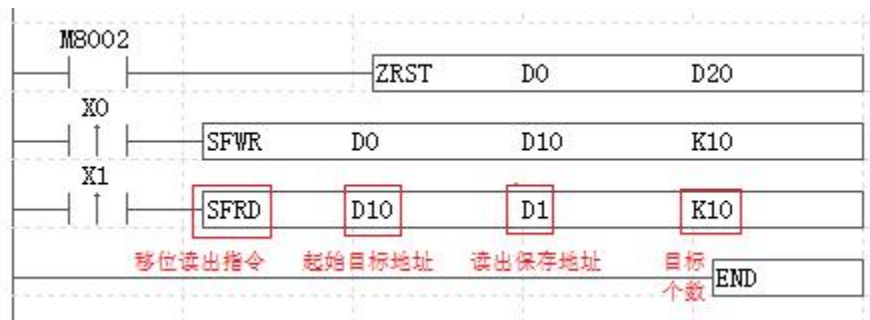 M8002
ZRST D0 D20
X0
SFWR D0 D10 K10
X1
SFRD D10 D1 K10
移位读出指令 起始目标地址 读出保存地址 目标个数
END